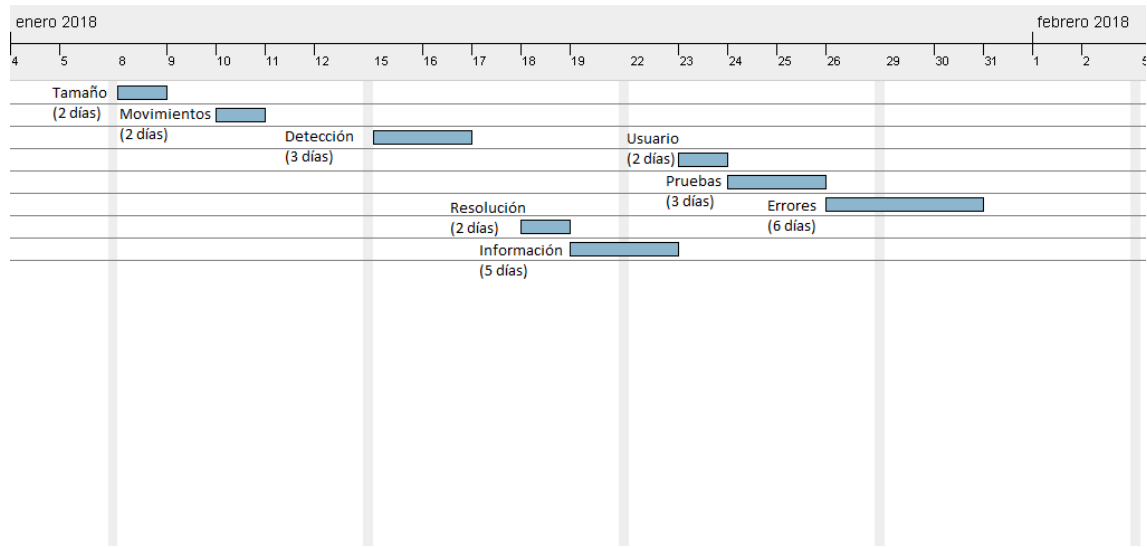 enero 2018 febrero 2018
4 5 8 9 10 11 12 15 16 17 18 19 22 23 24 25 26 29 30 31 1 2 5
Tamaño
(2 días)
Movimientos
(2 días)
Detección
(3 días)
Usuario
(2 días)
Pruebas
(3 días)
Errores
(6 días)
Resolución
(2 días)
Información
(5 días)